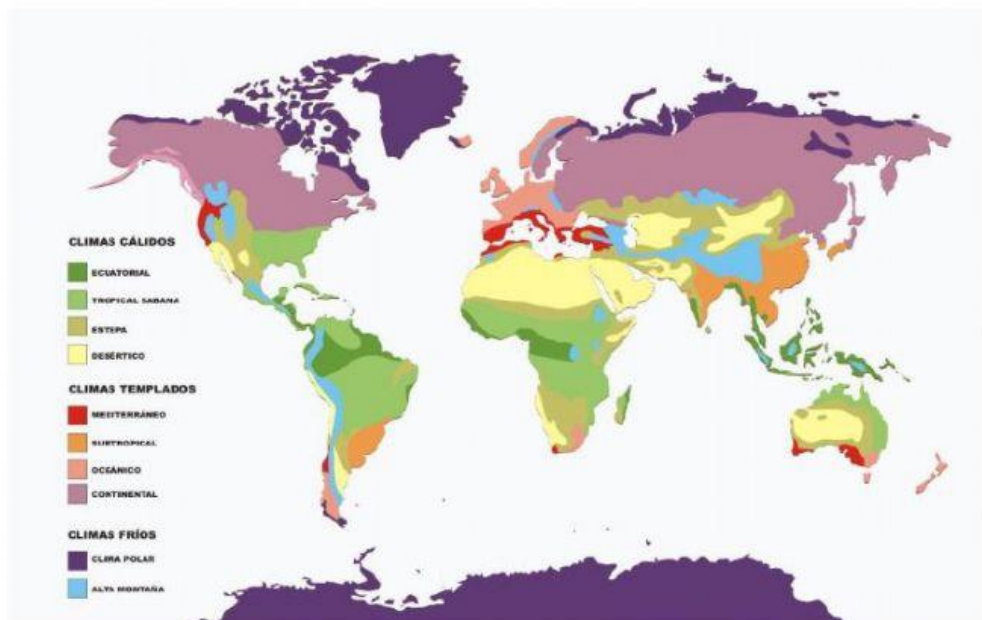 CLIMAS CÁLIDOS
ECUATORIAL
TROPICAL SABANA
ESTEPA
DESÉRTICO
CLIMAS TEMPLADOS
MEDITERRÁNEO
SUBTROPICAL
OCEÁNICO
CONTINENTAL
CLIMAS FRÍOS
CLIMA POLAR
ALTA MONTAÑA